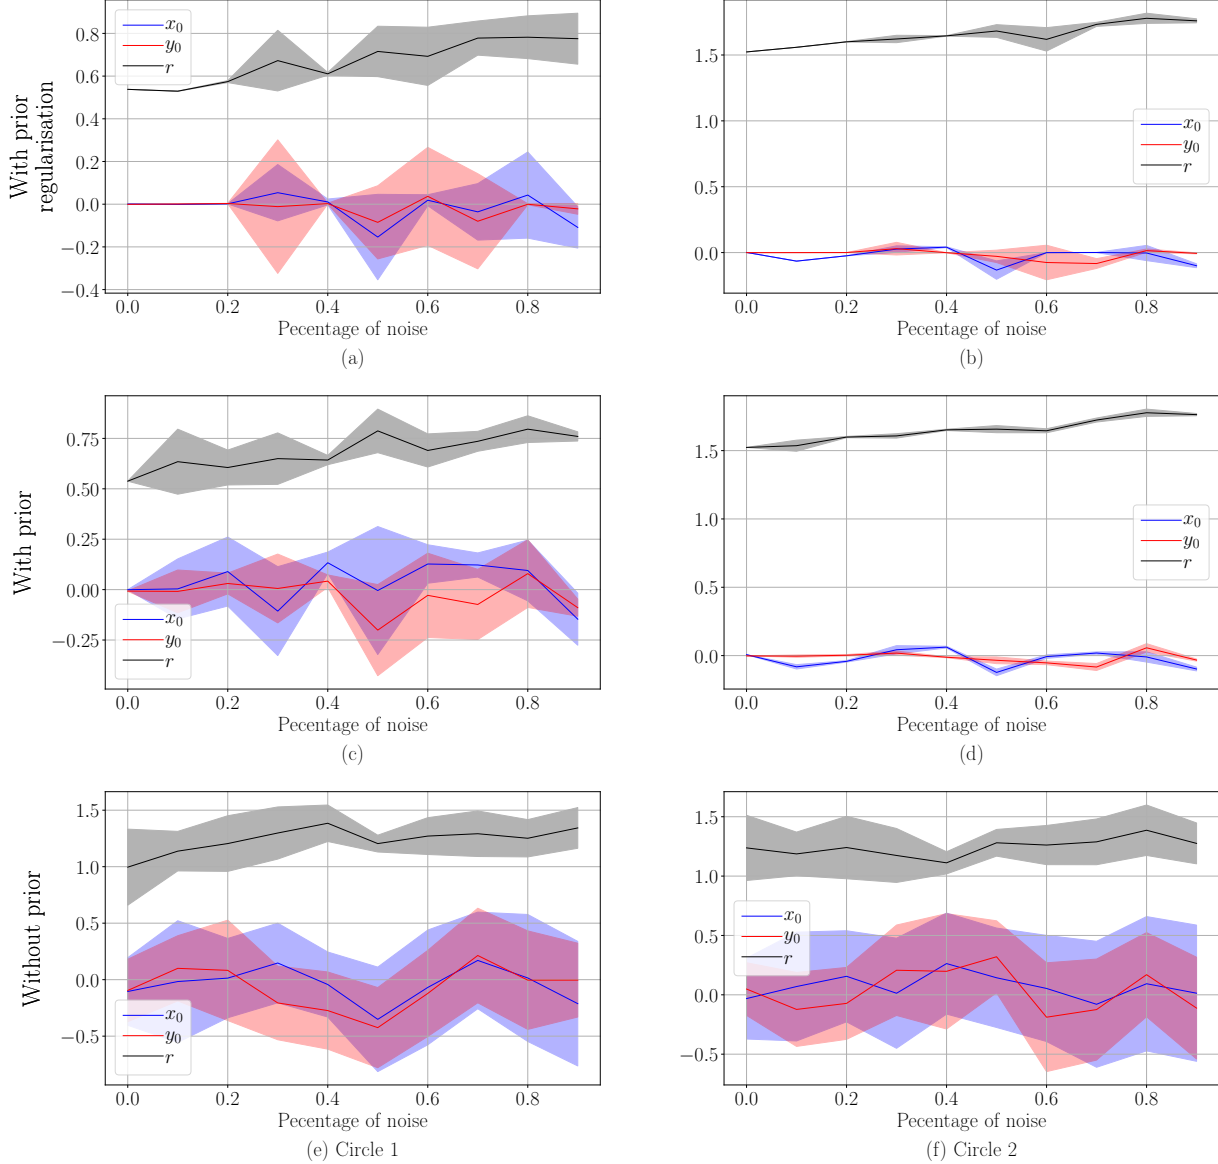 With prior
regularisation
0.8
0.6
0.4
0.2
0.0
−0.2
−0.4
x₀
y₀
r
0.0 0.2 0.4 0.6 0.8
Pecentage of noise
(a)
1.5
1.0
0.5
0.0
x₀
y₀
r
0.0 0.2 0.4 0.6 0.8
Pecentage of noise
(b)
With prior
0.75
0.50
0.25
0.00
−0.25
x₀
y₀
r
0.0 0.2 0.4 0.6 0.8
Pecentage of noise
(c)
1.5
1.0
0.5
0.0
x₀
y₀
r
0.0 0.2 0.4 0.6 0.8
Pecentage of noise
(d)
Without prior
1.5
1.0
0.5
0.0
−0.5
x₀
y₀
r
0.0 0.2 0.4 0.6 0.8
Pecentage of noise
(e) Circle 1
1.5
1.0
0.5
0.0
−0.5
x₀
y₀
r
0.0 0.2 0.4 0.6 0.8
Pecentage of noise
(f) Circle 2